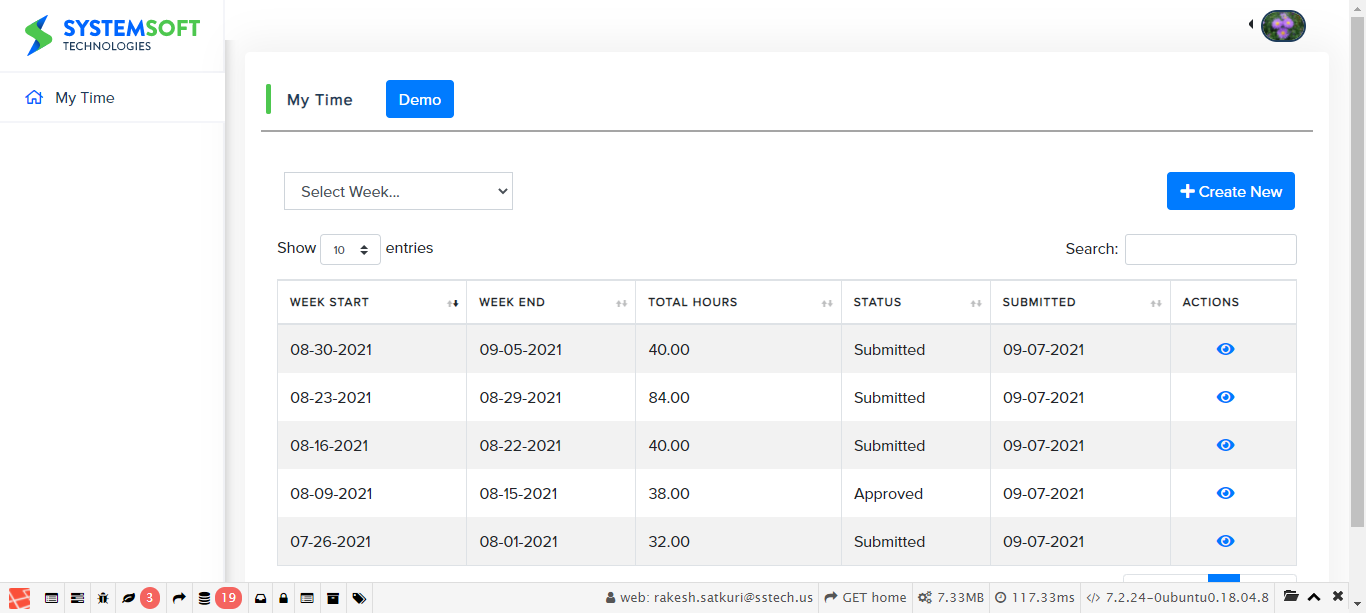 SYSTEMSOFT
TECHNOLOGIES
My Time
My Time Demo
Select Week... Create New
Show 10 entries Search:
WEEK START WEEK END TOTAL HOURS STATUS SUBMITTED ACTIONS
08-30-2021 09-05-2021 40.00 Submitted 09-07-2021
08-23-2021 08-29-2021 84.00 Submitted 09-07-2021
08-16-2021 08-22-2021 40.00 Submitted 09-07-2021
08-09-2021 08-15-2021 38.00 Approved 09-07-2021
07-26-2021 08-01-2021 32.00 Submitted 09-07-2021
3 19 web: rakesh.satkuri@sstech.us GET home 7.33MB 117.33ms 7.2.24-0ubuntu0.18.04.8